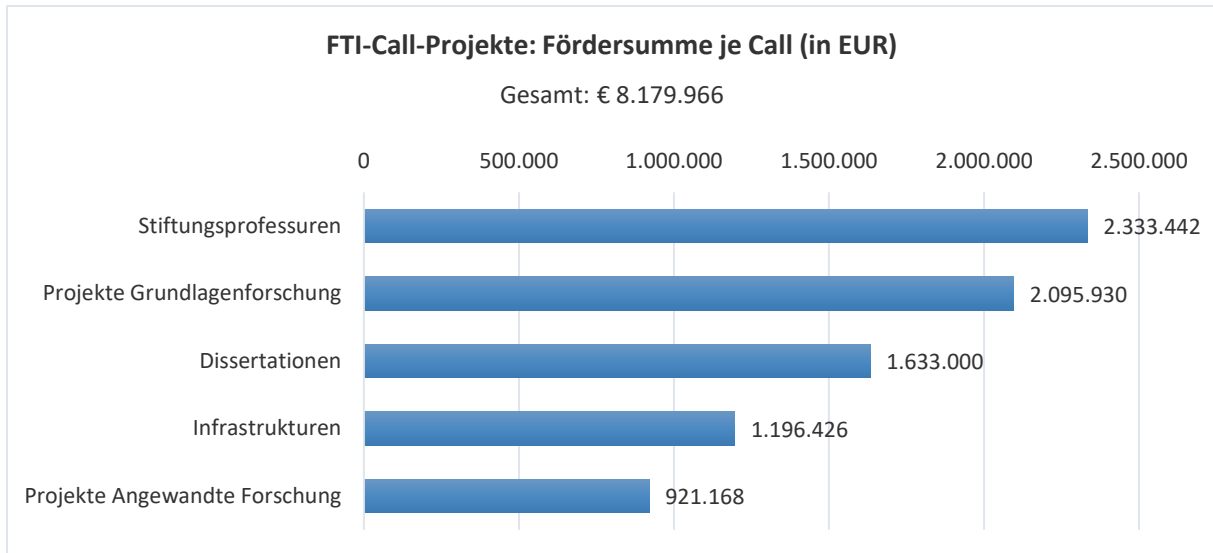 FTI-Call-Projekte: Fördersumme je Call (in EUR)
Gesamt: € 8.179.966
0 500.000 1.000.000 1.500.000 2.000.000 2.500.000
Stiftungsprofessuren 2.333.442
Projekte Grundlagenforschung 2.095.930
Dissertationen 1.633.000
Infrastrukturen 1.196.426
Projekte Angewandte Forschung 921.168